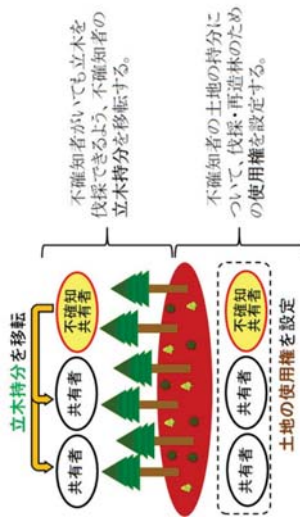 立木持分を移転
共有者
共有者
不確知
共有者
不確知者がいても立木を
伐採できるよう、不確知者の
立木持分を移転する。
共有者
共有者
不確知
共有者
土地の使用権を設定
不確知者の土地の持分に
ついて、伐採・再造林のため
の使用権を設定する。